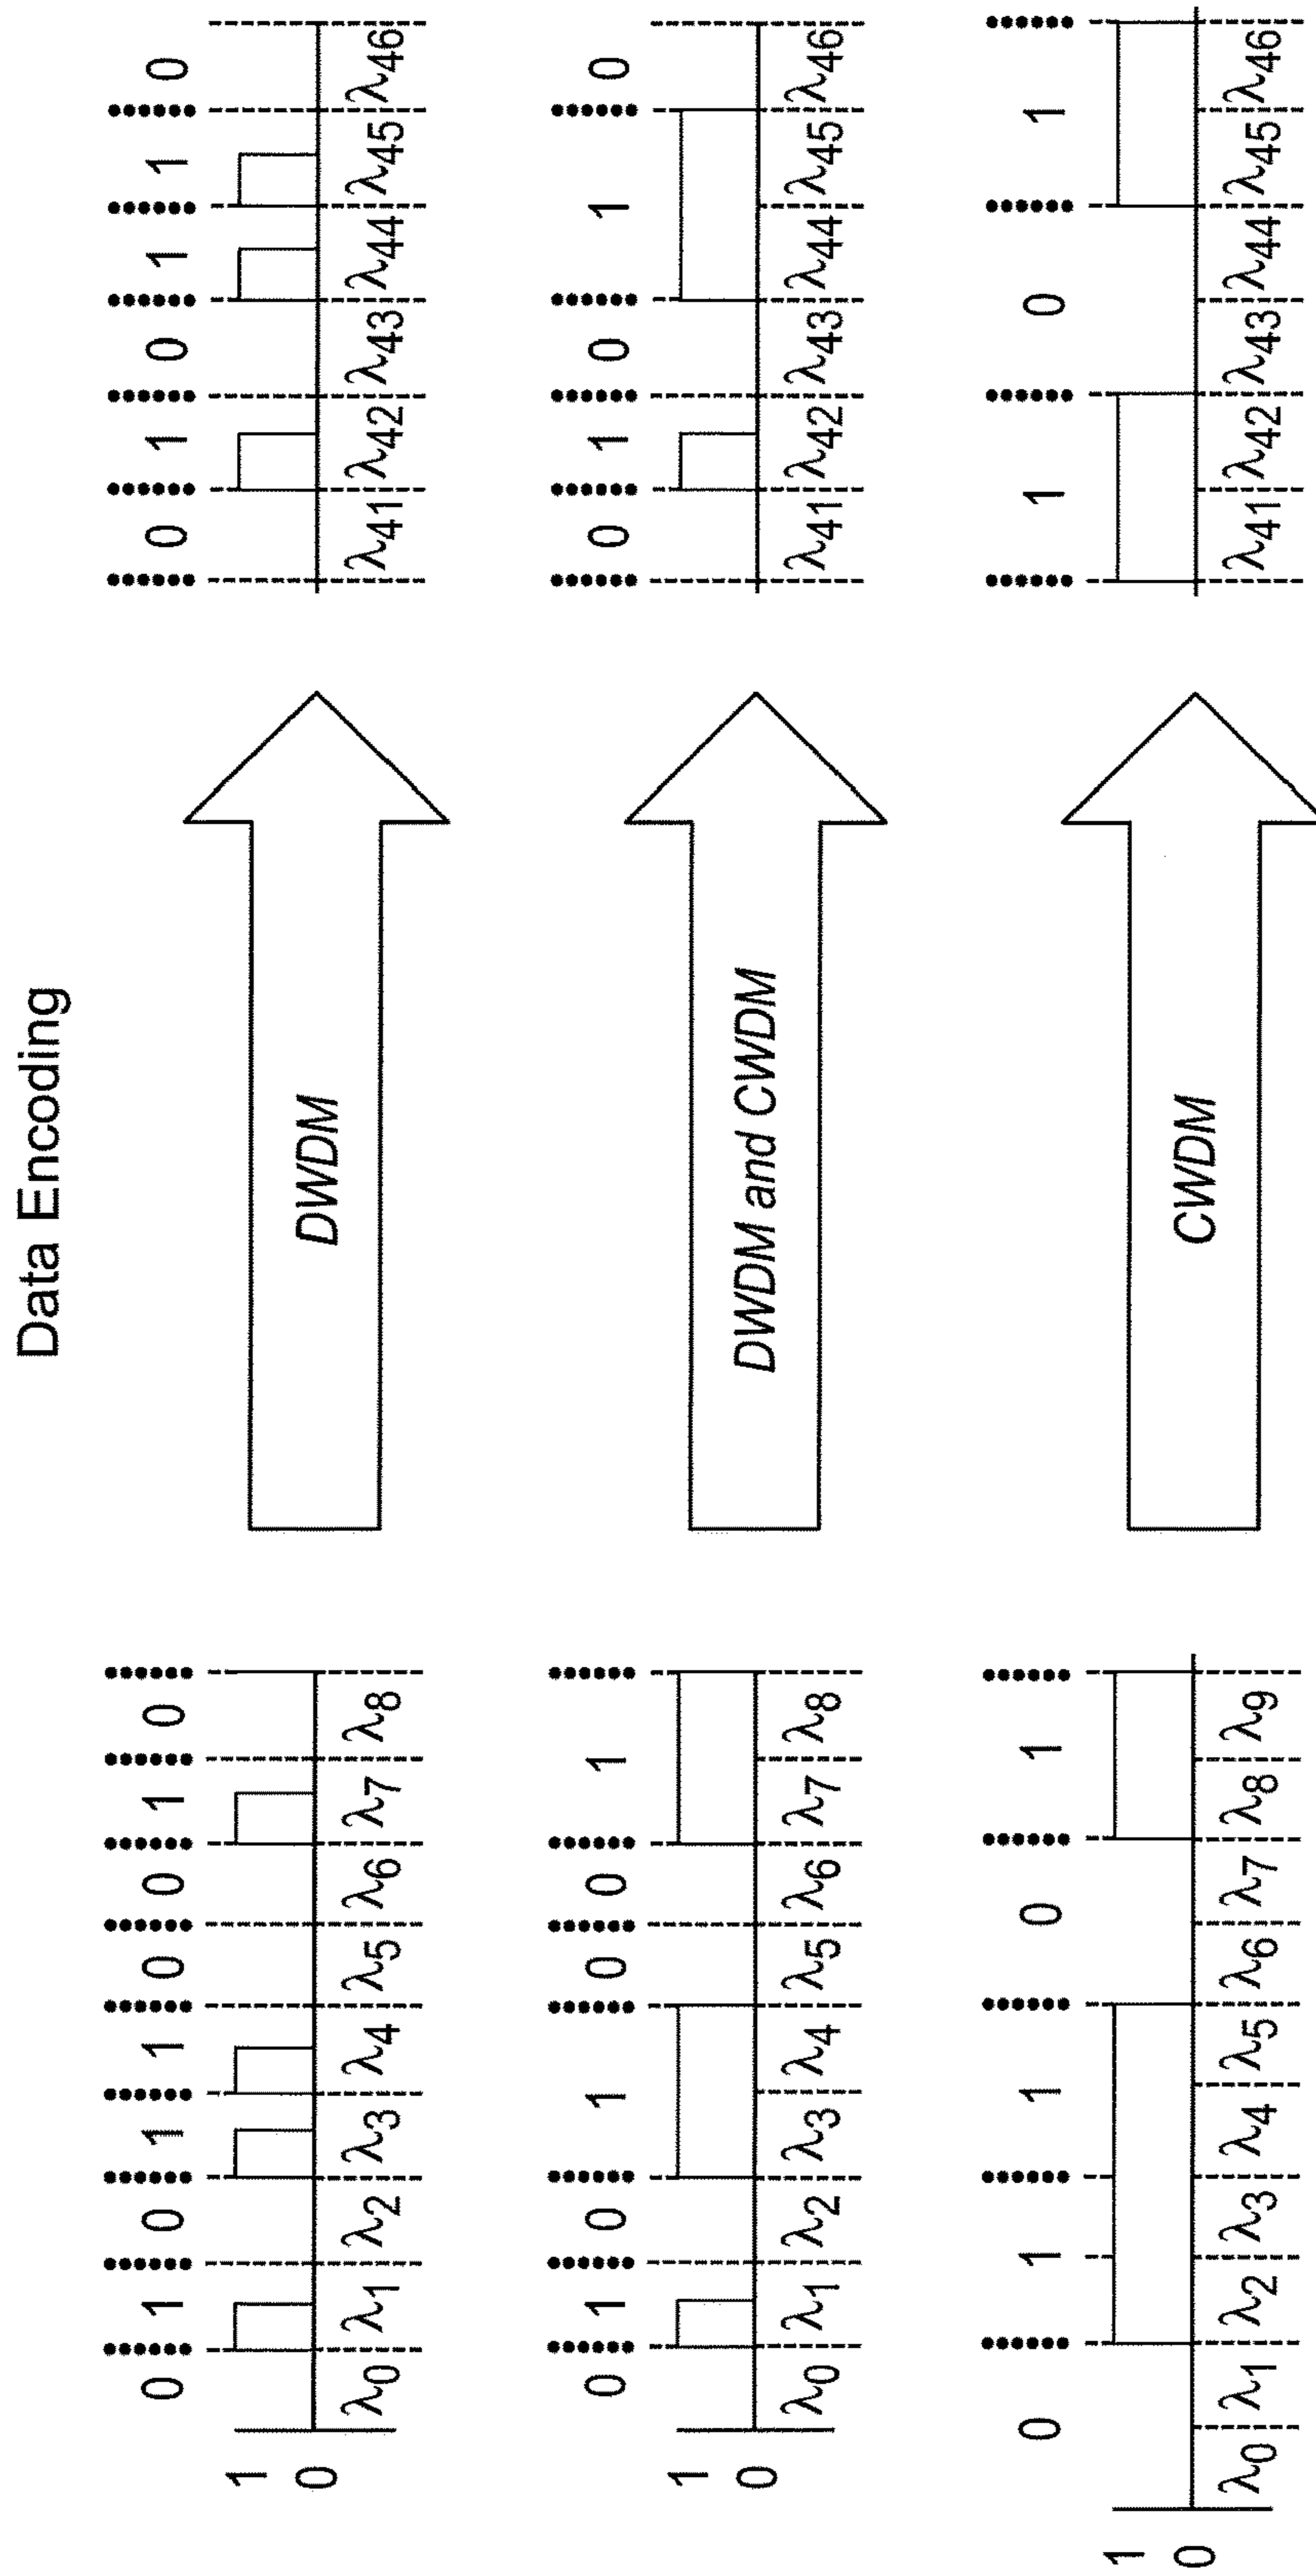 Data Encoding
0 1 0 1 1 0 0 1 0
0 1 0 1 1 0
1
0
DWDM
λ0 λ1 λ2 λ3 λ4 λ5 λ6 λ7 λ8
λ41 λ42 λ43 λ44 λ45 λ46
0 1 0 1 0 0 1
0 1 0 1 0
1
0
DWDM and CWDM
λ0 λ1 λ2 λ3 λ4 λ5 λ6 λ7 λ8
λ41 λ42 λ43 λ44 λ45 λ46
0 1 1 0 1
1 0 1
1
0
CWDM
λ0 λ1 λ2 λ3 λ4 λ5 λ6 λ7 λ8 λ9
λ41 λ42 λ43 λ44 λ45 λ46